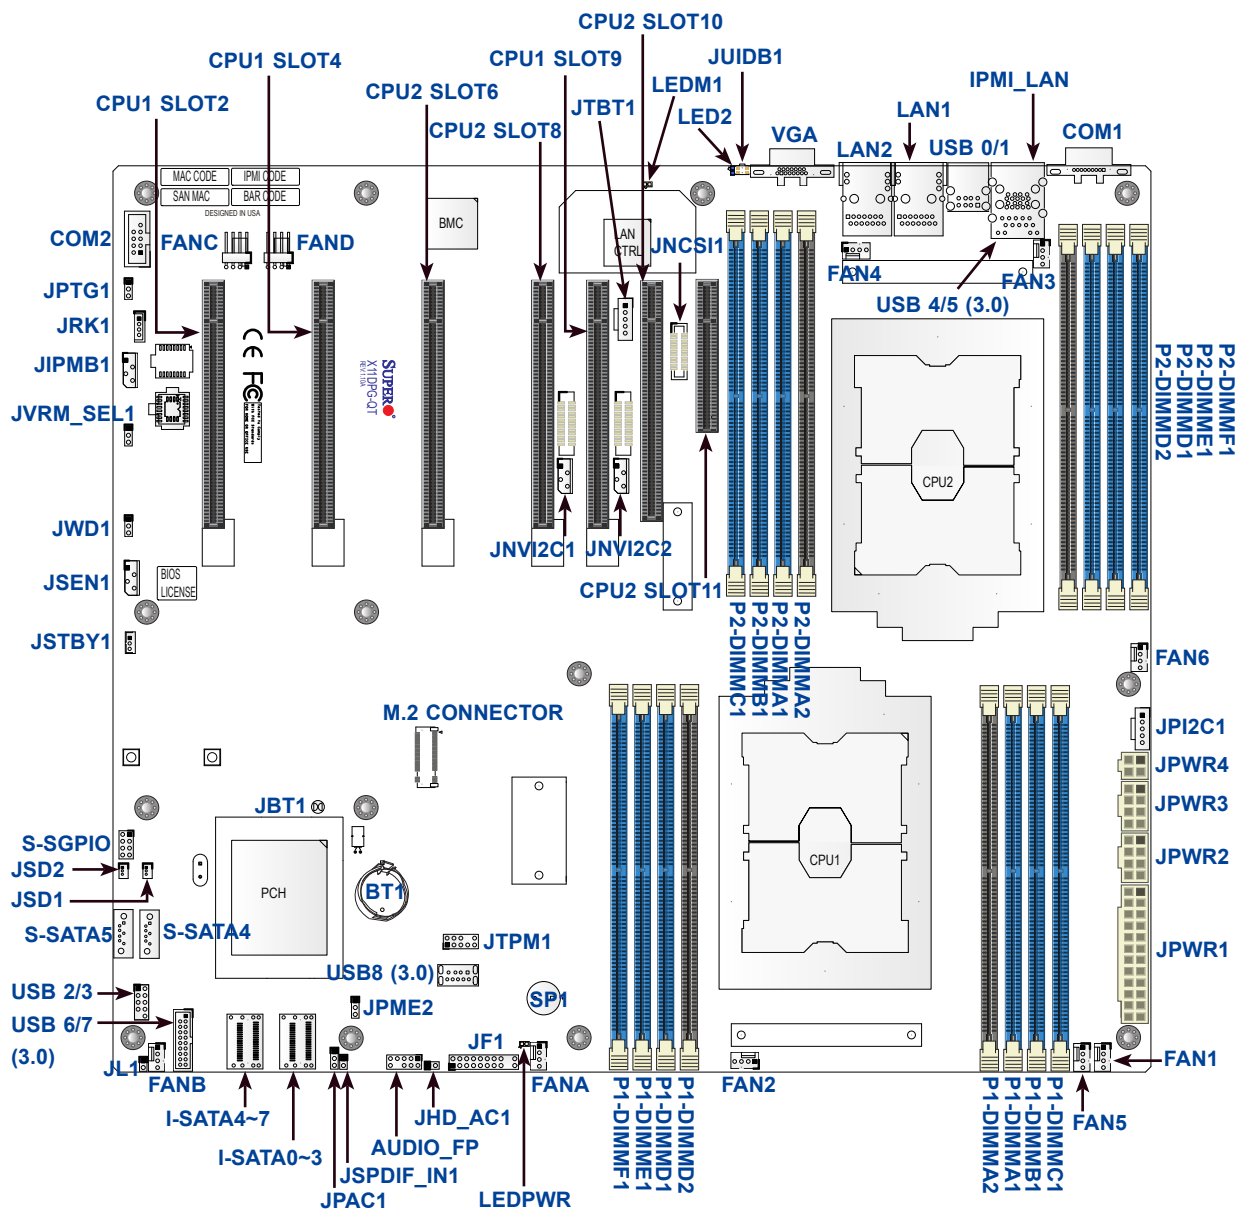 CPU2 SLOT10
CPU1 SLOT4
CPU1 SLOT9
JUIDB1
CPU1 SLOT2
CPU2 SLOT6
JTBT1
LEDM1
IPMI_LAN
CPU2 SLOT8
LED2
VGA
LAN1
LAN2
USB 0/1
COM1
MAC CODE
IPMI CODE
SAN MAC
BAR CODE
DESIGNED IN USA
BMC
LAN
CTRL
COM2
FANC
FAND
JNCSI1
FAN4
FAN3
JPTG1
USB 4/5 (3.0)
JRK1
JIPMB1
SUPER
X11DPG-QT
REV:1.10A
CE FC
JVRM_SEL1
P2-DIMMF1
P2-DIMME1
P2-DIMMD1
P2-DIMMD2
CPU2
JWD1
JNVI2C1
JNVI2C2
JSEN1
BIOS
LICENSE
CPU2 SLOT11
JSTBY1
P2-DIMMC1
P2-DIMMB1
P2-DIMMA1
P2-DIMMA2
FAN6
M.2 CONNECTOR
JPI2C1
JPWR4
JBT1
JPWR3
S-SGPIO
JSD2
JPWR2
CPU1
JSD1
PCH
BT1
S-SATA5
S-SATA4
JTPM1
JPWR1
USB8 (3.0)
USB 2/3
SP1
JPME2
USB 6/7
(3.0)
JF1
JL1
FANB
FANA
FAN2
FAN1
I-SATA4~7
JHD_AC1
FAN5
I-SATA0~3
AUDIO_FP
JSPDIF_IN1
JPAC1
LEDPWR
P1-DIMMF1
P1-DIMME1
P1-DIMMD1
P1-DIMMD2
P1-DIMMA2
P1-DIMMA1
P1-DIMMB1
P1-DIMMC1